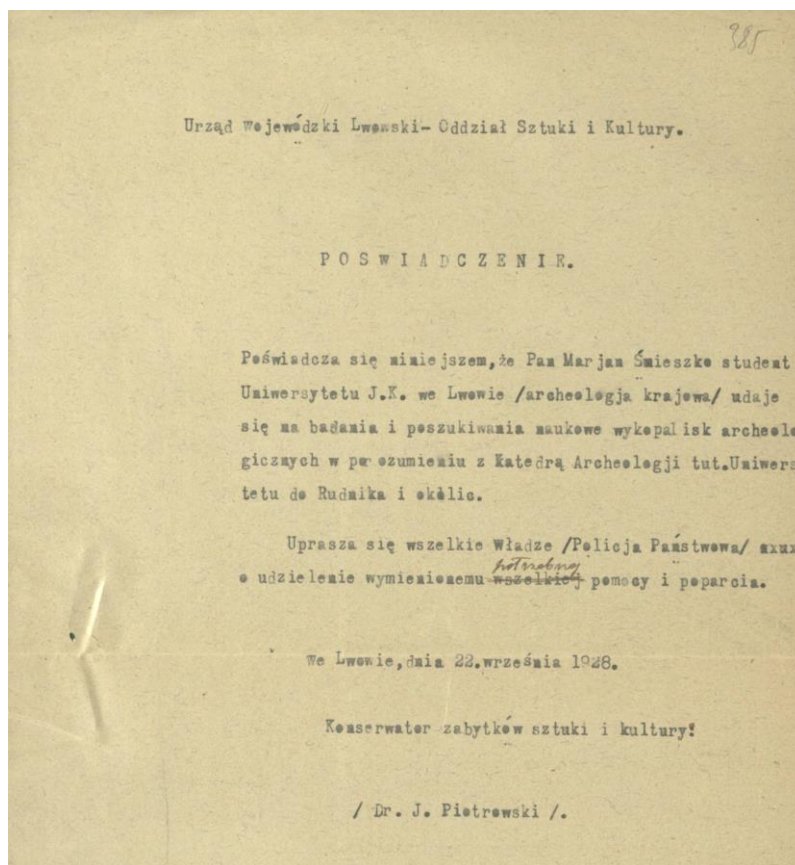 385
Urząd Wojewódzki Lwowski- Oddział Sztuki i Kultury.
POSWIADCZENIE.
Poświadcza się niniejszem,że Pan Marjan Śmieszko student
Uniwersytetu J.K. we Lwowie /archeologja krajowa/ udaje
się na badania i poszukiwania naukowe wykopalisk archeolo
gicznych w porozumieniu z Katedrą Archeologji tut.Uniwers
tetu do Rudnika i okolic.
Uprasza się wszelkie Władze /Policja Państwowa/
potrzebnej
o udzielenie wymienionemu wszelkiej pomocy i poparcia.
We Lwowie,dnia 22.września 1928.
Konserwator zabytków sztuki i kultury:
/ Dr. J. Piotrowski /.